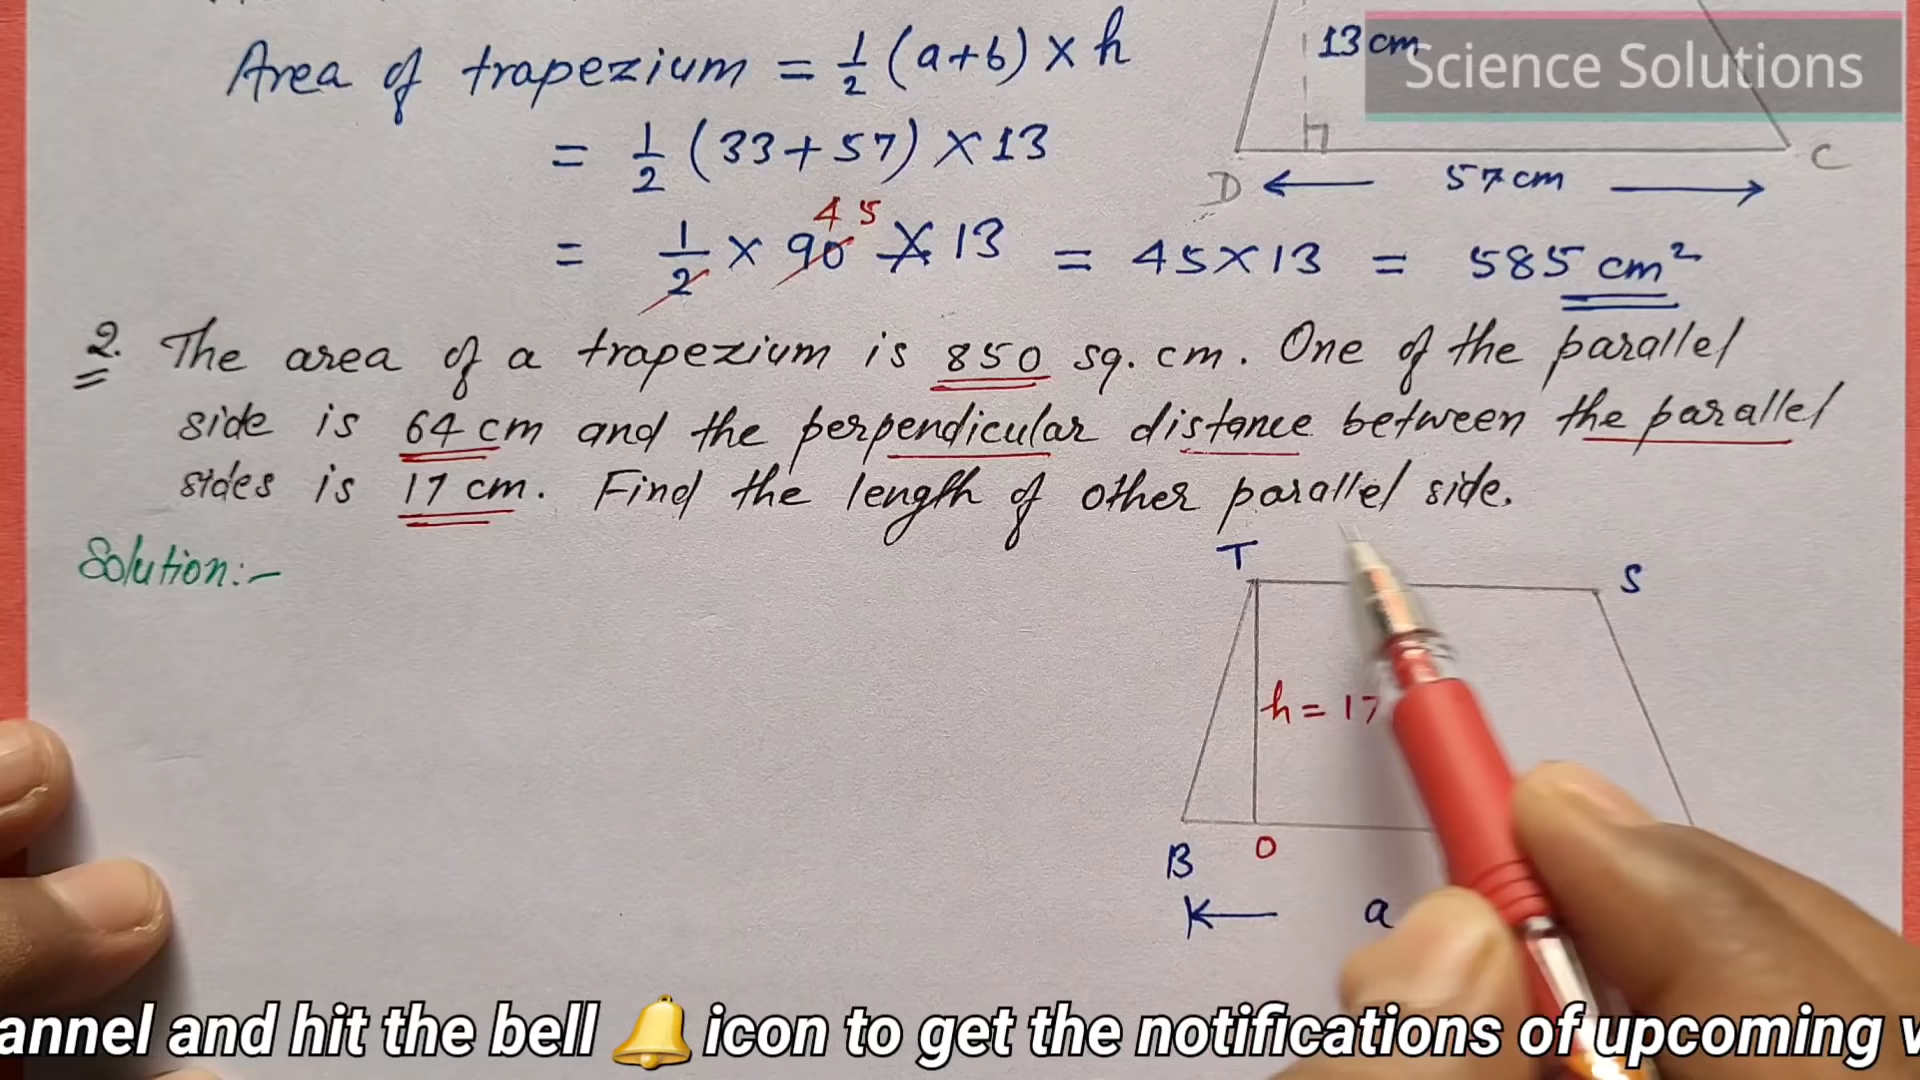 13 cm
Science Solutions
Area of trapezium = 1/2 (a+b) × h
= 1/2 (33+57) × 13
D 57 cm C
45
= 1/2 × 90 × 13 = 45×13 = 585 cm²
2. The area of a trapezium is 850 sq. cm. One of the parallel
side is 64 cm and the perpendicular distance between the parallel
sides is 17 cm. Find the length of other parallel side.
Solution:-
T S
h = 17
B O
a
annel and hit the bell 🔔 icon to get the notifications of upcoming v